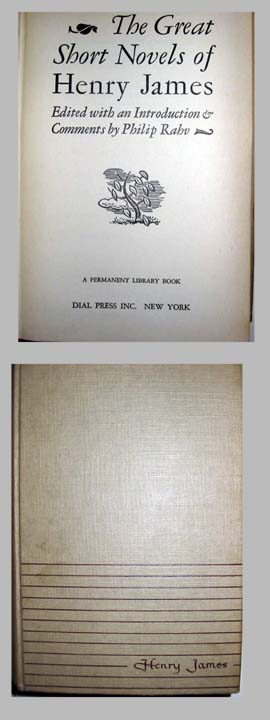 The Great
Short Novels of
Henry James
Edited with an Introduction &
Comments by Philip Rahv
A PERMANENT LIBRARY BOOK
DIAL PRESS INC. NEW YORK
Henry James